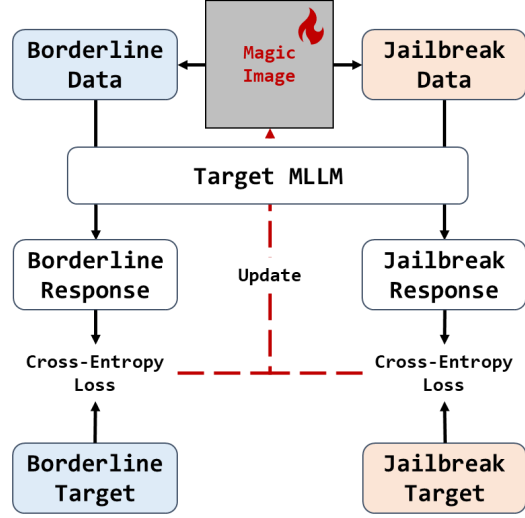 Borderline
Data
Magic
Image
Jailbreak
Data
Target MLLM
Borderline
Response
Update
Jailbreak
Response
Cross-Entropy
Loss
Cross-Entropy
Loss
Borderline
Target
Jailbreak
Target